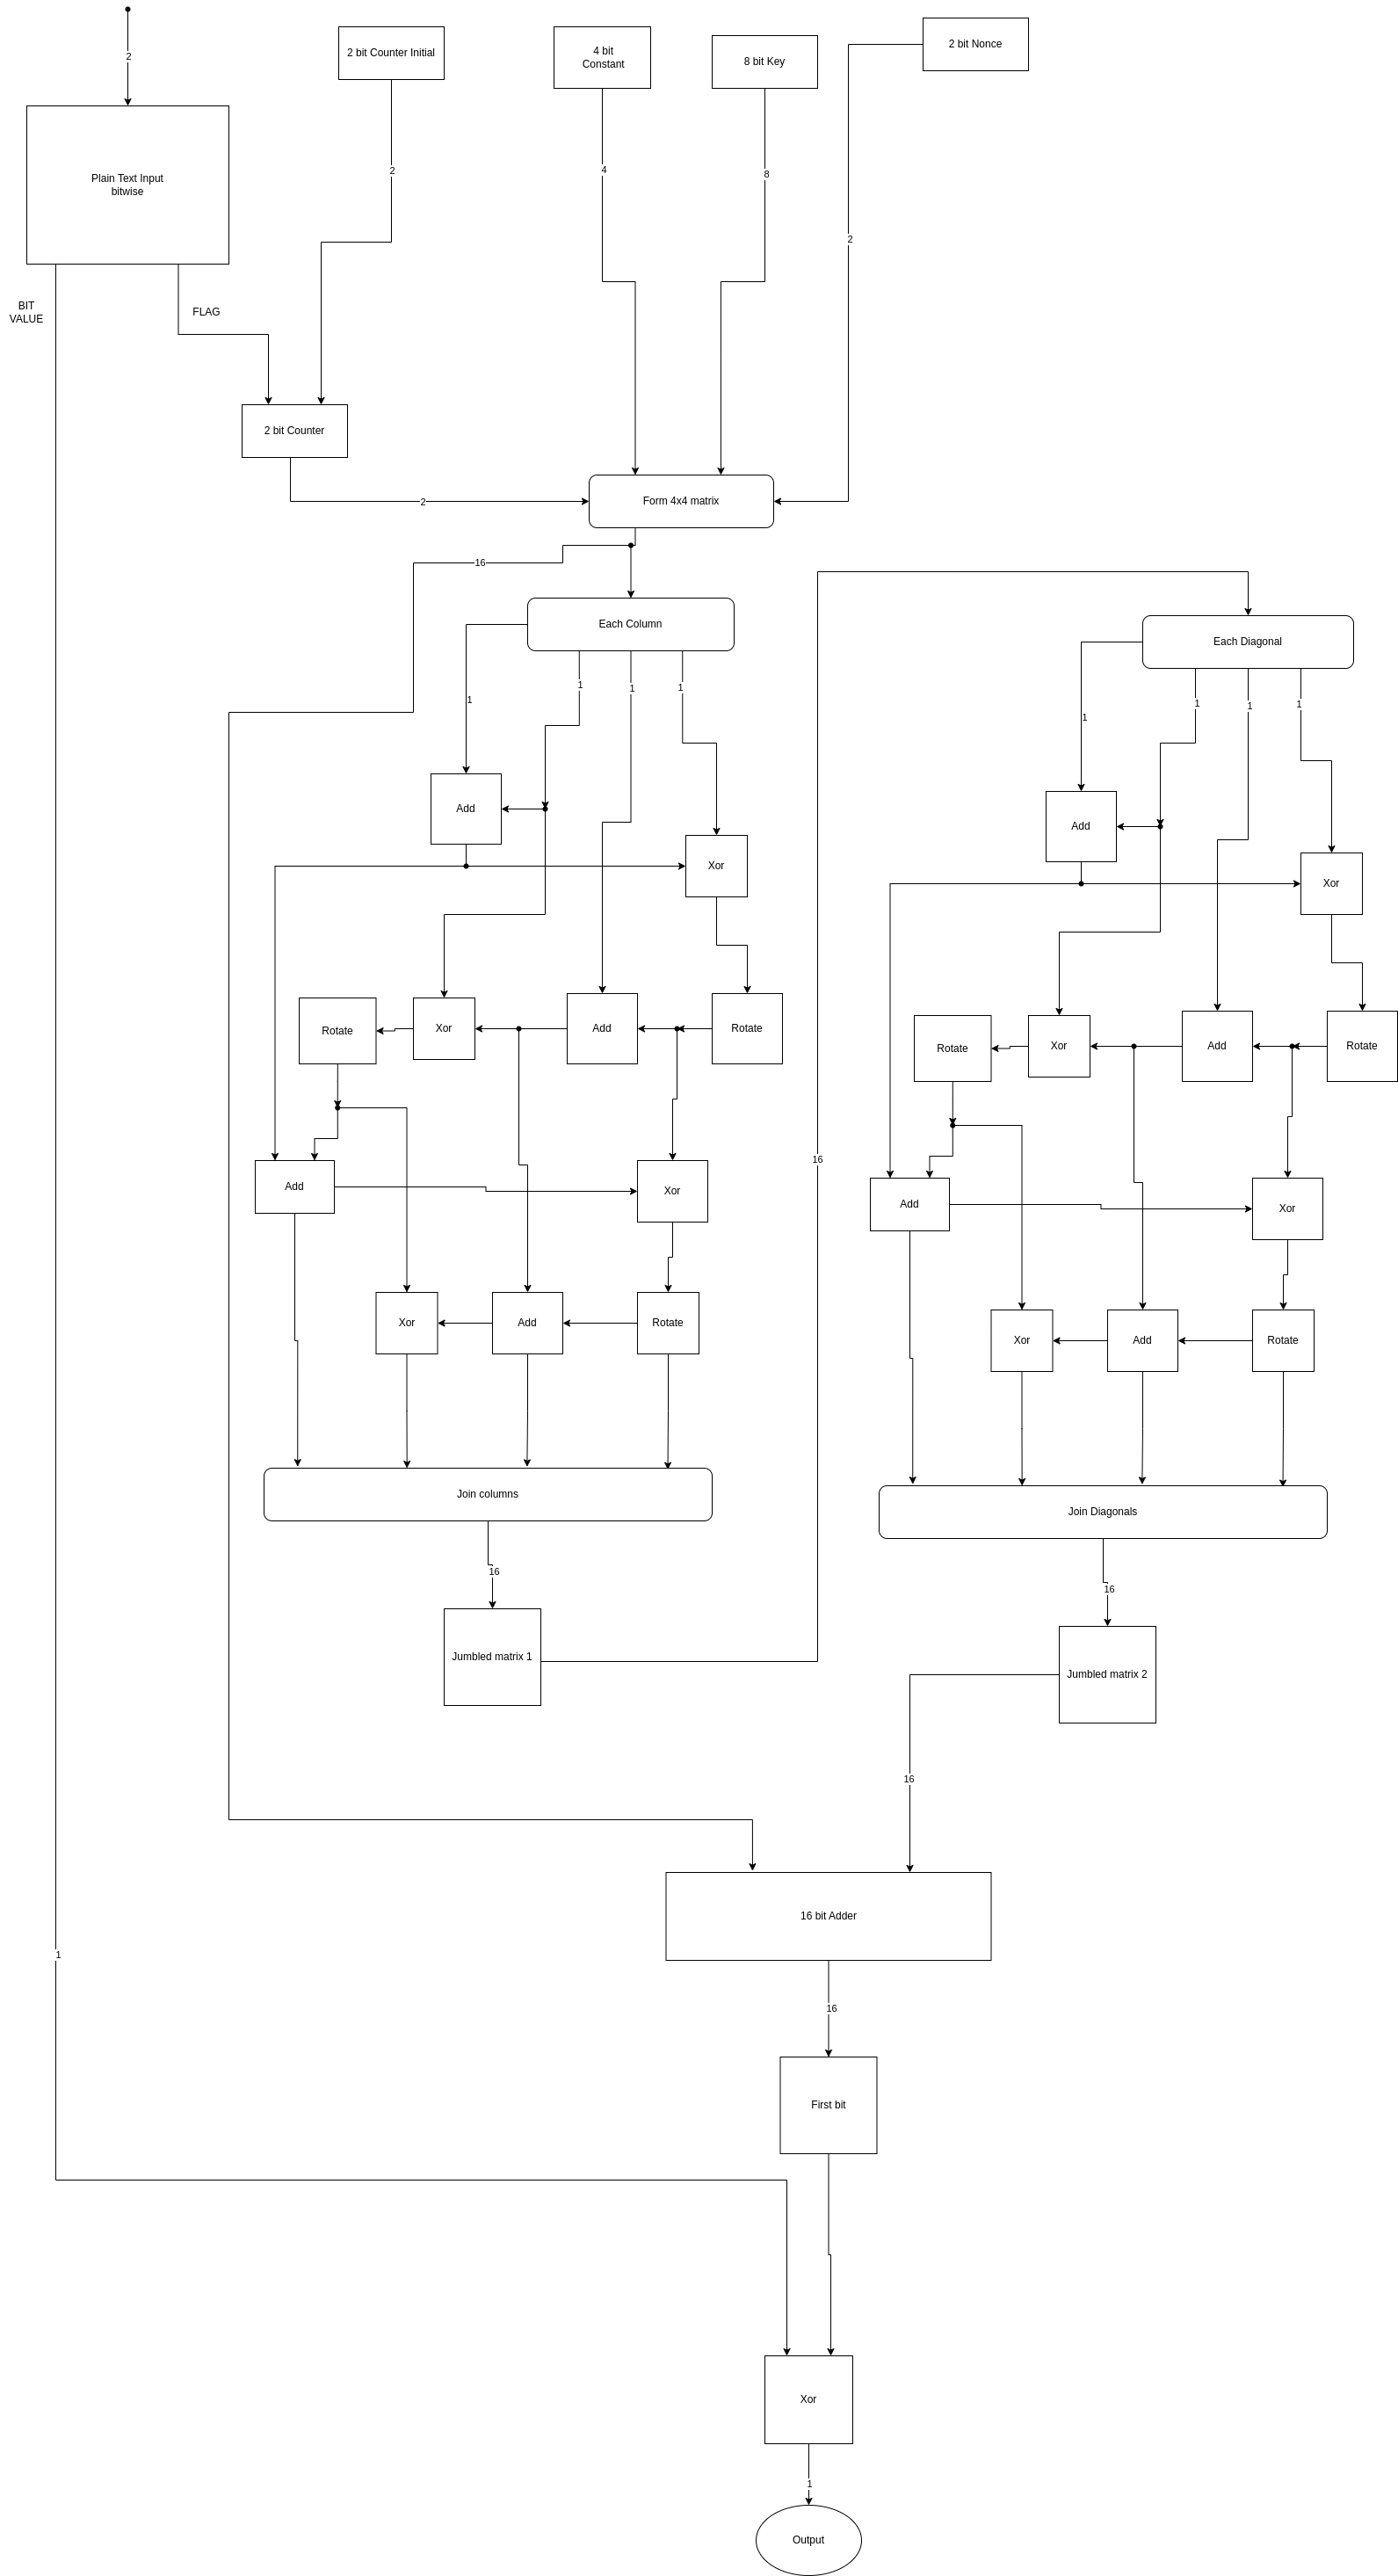 2
2 bit Counter Initial
4 bit
Constant
8 bit Key
2 bit Nonce
Plain Text Input
bitwise
2
4
8
2
BIT
VALUE
FLAG
2 bit Counter
2
Form 4x4 matrix
16
Each Column
Each Diagonal
1
1
1
1
1
1
1
1
Add
Add
Xor
Xor
Rotate
Xor
Add
Rotate
Rotate
Xor
Add
Rotate
16
Add
Xor
Add
Xor
Xor
Add
Rotate
Xor
Add
Rotate
Join columns
Join Diagonals
16
16
Jumbled matrix 1
Jumbled matrix 2
16
16 bit Adder
1
16
First bit
Xor
1
Output